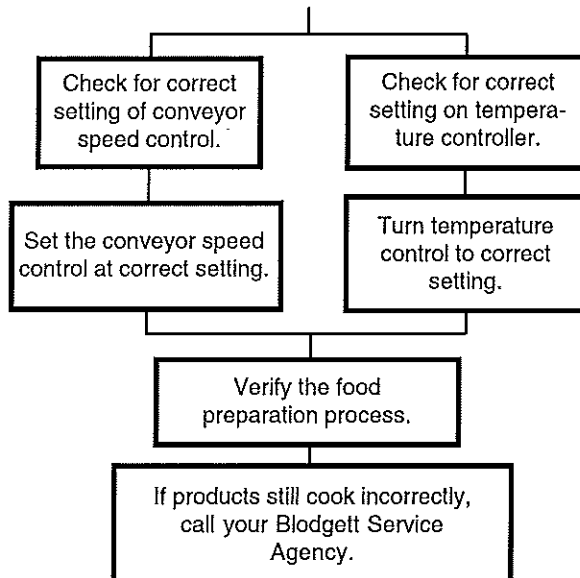 Check for correct
setting of conveyor
speed control.
Check for correct
setting on tempera-
ture controller.
Set the conveyor speed
control at correct setting.
Turn temperature
control to correct
setting.
Verify the food
preparation process.
If products still cook incorrectly,
call your Blodgett Service
Agency.